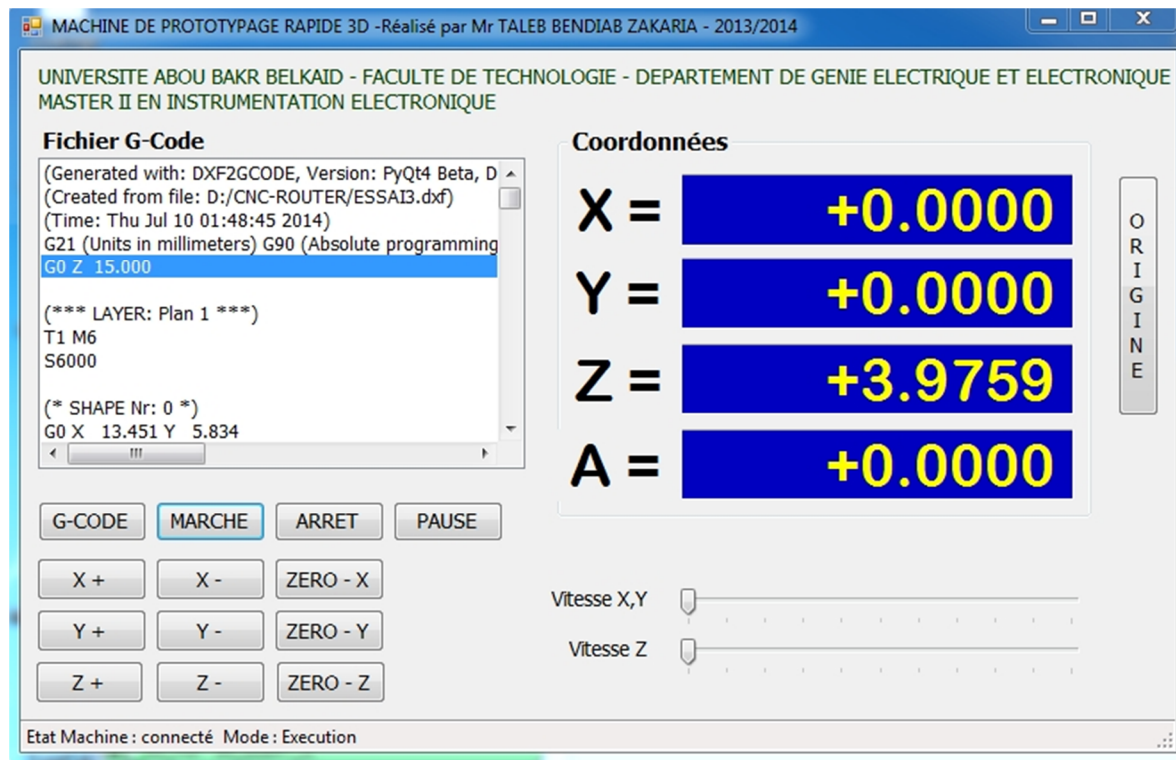 MACHINE DE PROTOTYPAGE RAPIDE 3D -Réalisé par Mr TALEB BENDIAB ZAKARIA - 2013/2014
UNIVERSITE ABOU BAKR BELKAID - FACULTE DE TECHNOLOGIE - DEPARTEMENT DE GENIE ELECTRIQUE ET ELECTRONIQUE
MASTER II EN INSTRUMENTATION ELECTRONIQUE
Fichier G-Code
(Generated with: DXF2GCODE, Version: PyQt4 Beta, D
(Created from file: D:/CNC-ROUTER/ESSAI3.dxf)
(Time: Thu Jul 10 01:48:45 2014)
G21 (Units in millimeters) G90 (Absolute programming
G0 Z 15.000
(*** LAYER: Plan 1 ***)
T1 M6
S6000
(* SHAPE Nr: 0 *)
G0 X 13.451 Y 5.834
Coordonnées
X = +0.0000
Y = +0.0000
Z = +3.9759
A = +0.0000
ORIGINE
G-CODE MARCHE ARRET PAUSE
X + X - ZERO - X
Y + Y - ZERO - Y
Z + Z - ZERO - Z
Vitesse X,Y
Vitesse Z
Etat Machine : connecté Mode : Execution